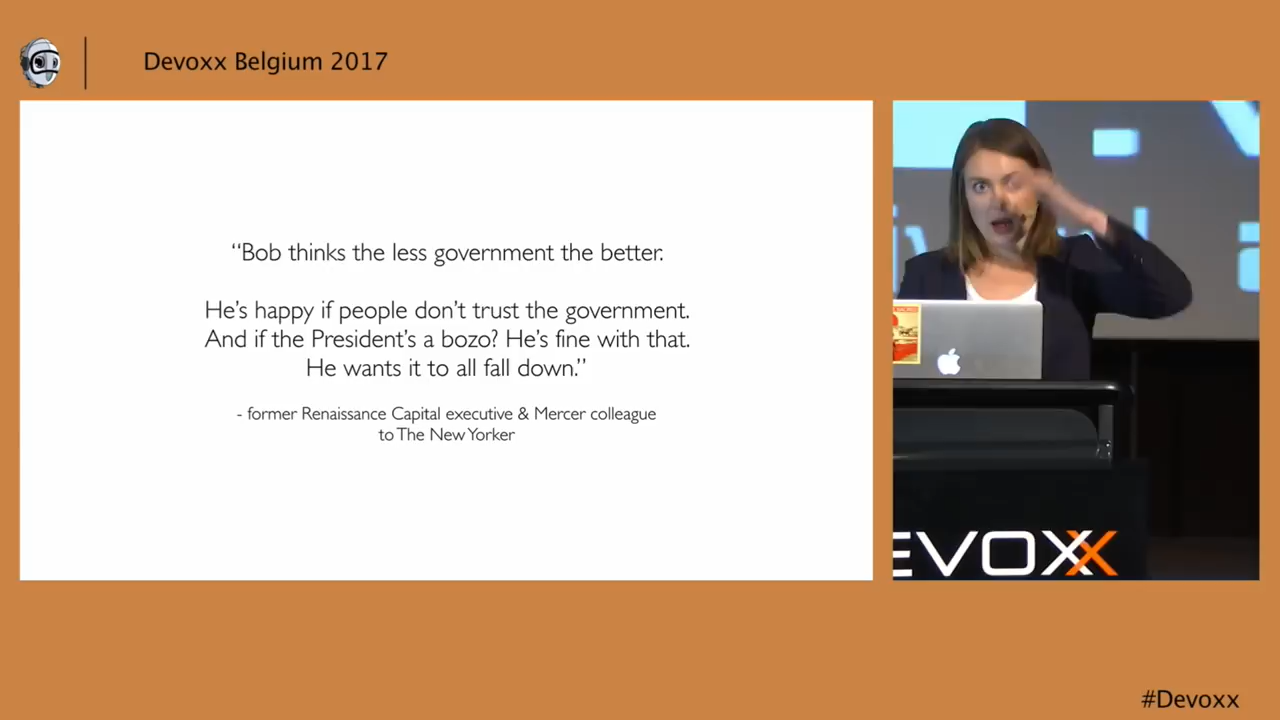 Devoxx Belgium 2017
“Bob thinks the less government the better.
He’s happy if people don’t trust the government.
And if the President’s a bozo? He’s fine with that.
He wants it to all fall down.”
- former Renaissance Capital executive & Mercer colleague
to The New Yorker
EVOXX
#Devoxx